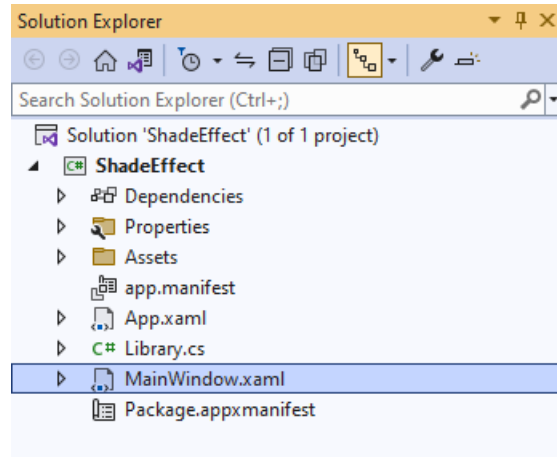 Solution Explorer
Search Solution Explorer (Ctrl+;)
Solution 'ShadeEffect' (1 of 1 project)
C# ShadeEffect
Dependencies
Properties
Assets
app.manifest
App.xaml
C# Library.cs
MainWindow.xaml
Package.appxmanifest